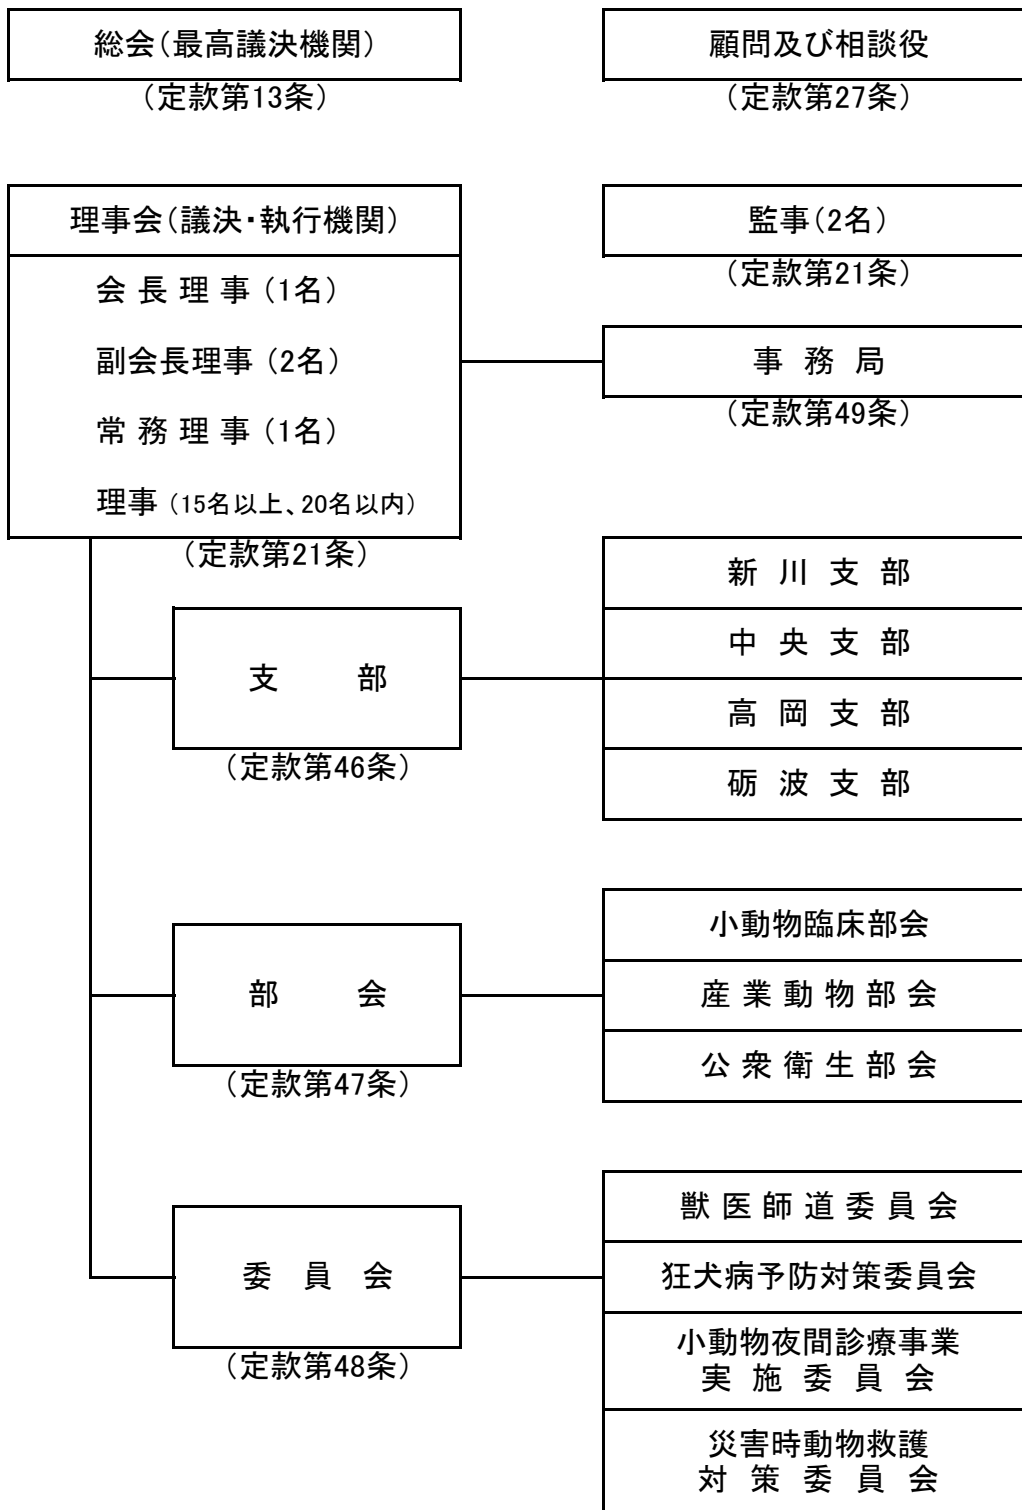 総会（最高議決機関）
（定款第13条）
顧問及び相談役
（定款第27条）
理事会（議決・執行機関）
会長理事（1名）
副会長理事（2名）
常務理事（1名）
理事（15名以上、20名以内）
（定款第21条）
監事（2名）
（定款第21条）
事務局
（定款第49条）
支部
（定款第46条）
新川支部
中央支部
高岡支部
砺波支部
部会
（定款第47条）
小動物臨床部会
産業動物部会
公衆衛生部会
委員会
（定款第48条）
獣医師道委員会
狂犬病予防対策委員会
小動物夜間診療事業
実施委員会
災害時動物救護
対策委員会